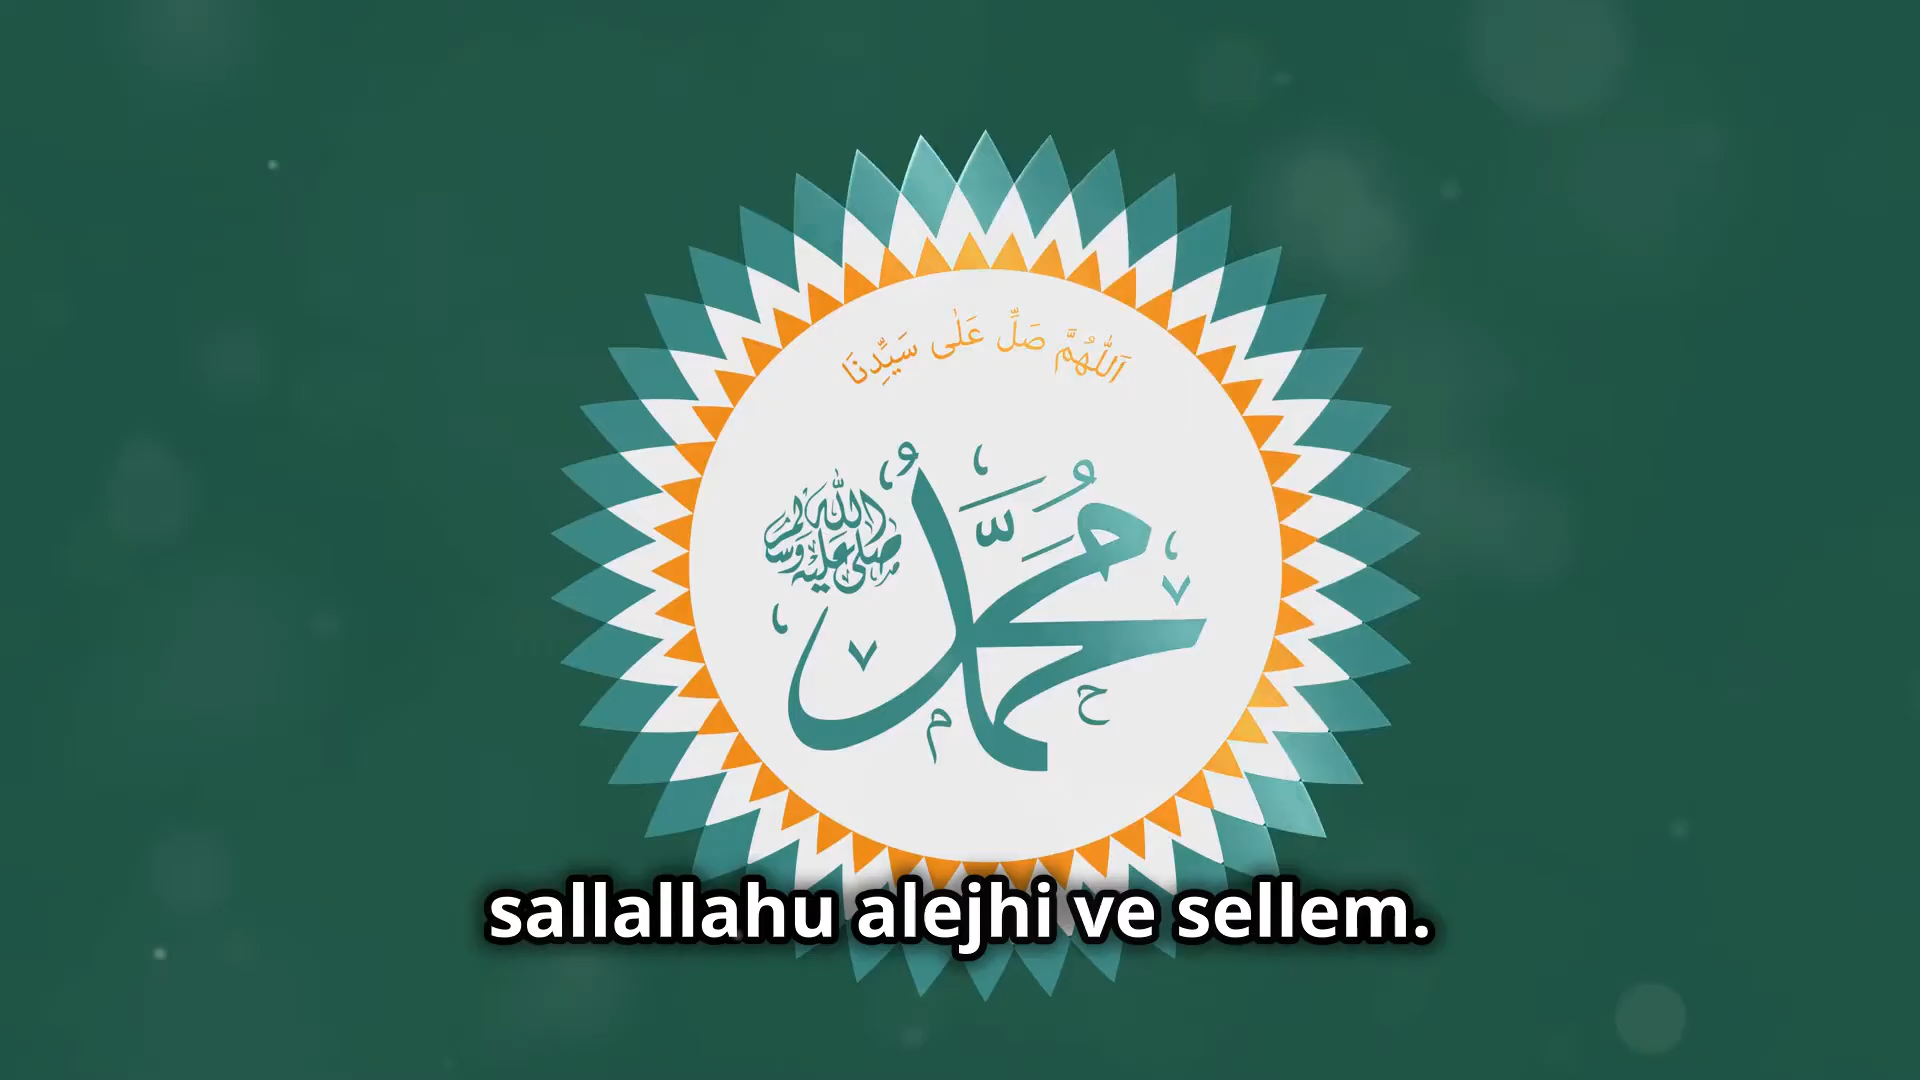 اَللّٰهُمَّ صَلِّ عَلٰى سَيِّدِنَا
مُحَمَّدٌ
صلى الله عليه وسلم
sallallahu alejhi ve sellem.